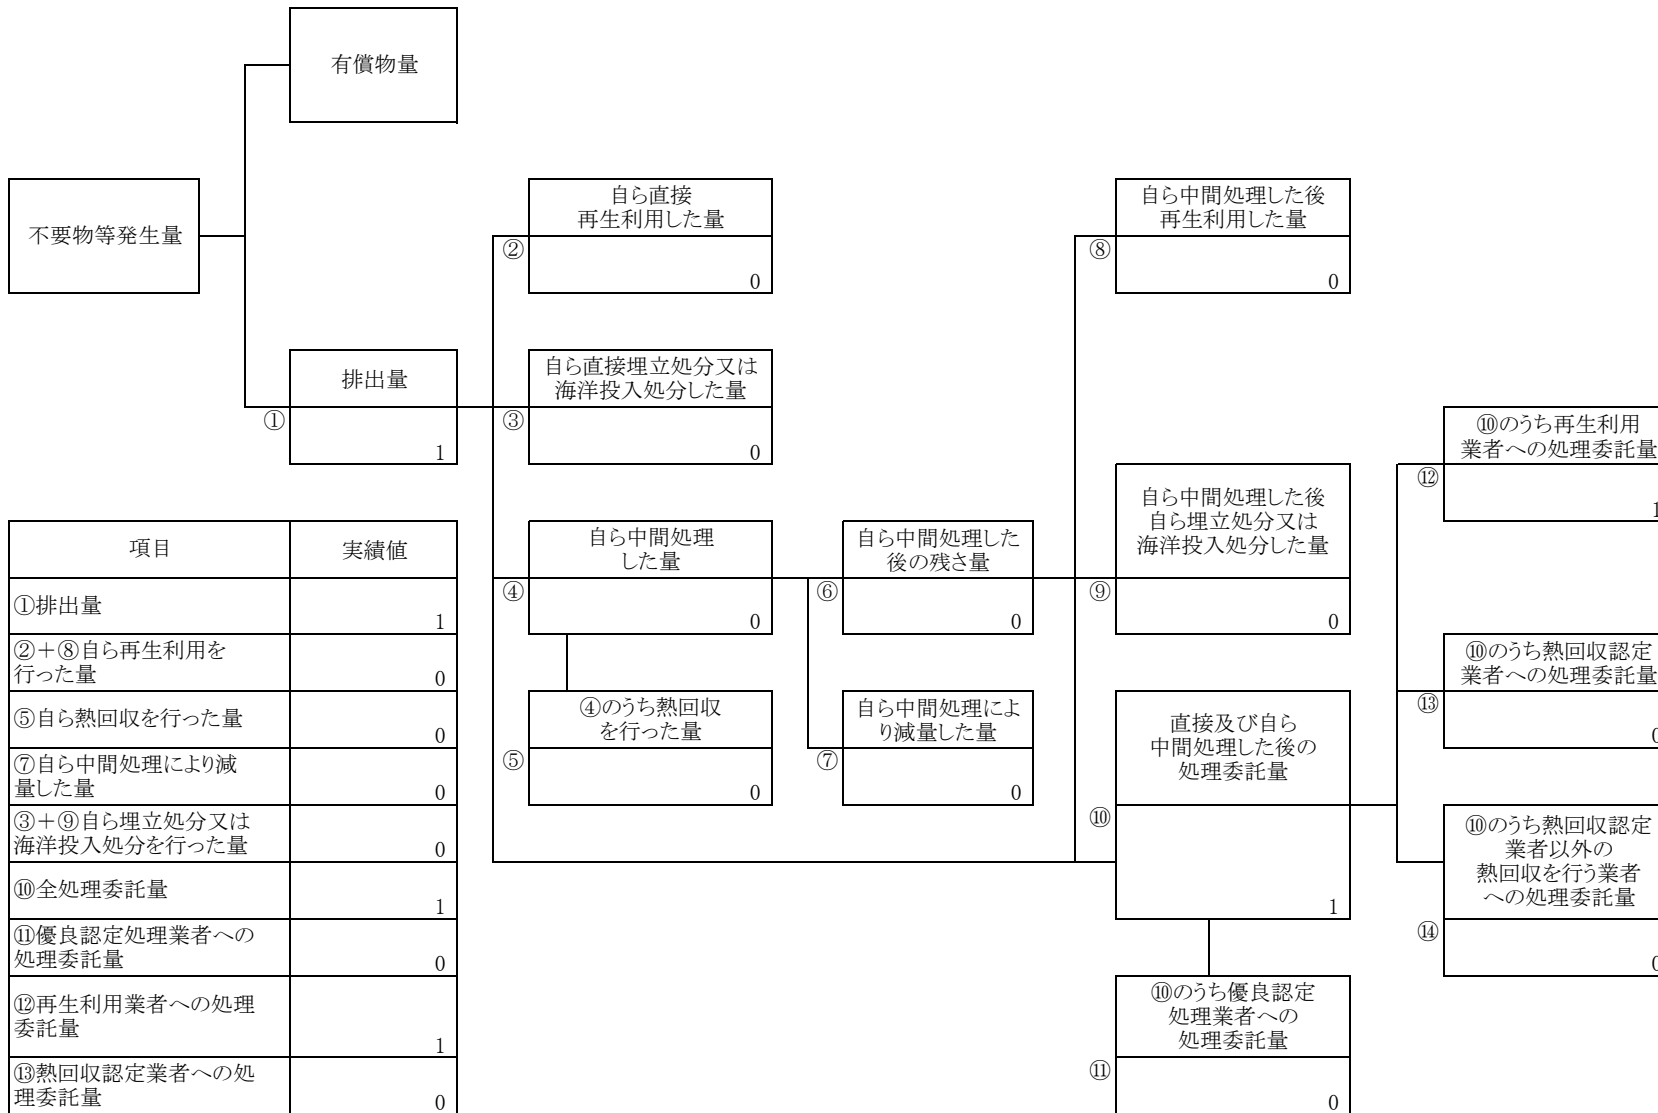 有償物量
不要物等発生量
排出量
①
1
自ら直接
再生利用した量
②
0
自ら直接埋立処分又は
海洋投入処分した量
③
0
自ら中間処理
した量
④
0
④のうち熱回収
を行った量
⑤
0
自ら中間処理した
後の残さ量
⑥
0
自ら中間処理によ
り減量した量
⑦
0
自ら中間処理した後
再生利用した量
⑧
0
自ら中間処理した後
自ら埋立処分又は
海洋投入処分した量
⑨
0
直接及び自ら
中間処理した後の
処理委託量
⑩
1
⑩のうち優良認定
処理業者への
処理委託量
⑪
0
⑩のうち再生利用
業者への処理委託量
⑫
1
⑩のうち熱回収認定
業者への処理委託量
⑬
0
⑩のうち熱回収認定
業者以外の
熱回収を行う業者
への処理委託量
⑭
0
項目 実績値
①排出量
1
②+⑧自ら再生利用を
行った量
0
⑤自ら熱回収を行った量
0
⑦自ら中間処理により減
量した量
0
③+⑨自ら埋立処分又は
海洋投入処分を行った量
0
⑩全処理委託量
1
⑪優良認定処理業者への
処理委託量
0
⑫再生利用業者への処理
委託量
1
⑬熱回収認定業者への処
理委託量
0